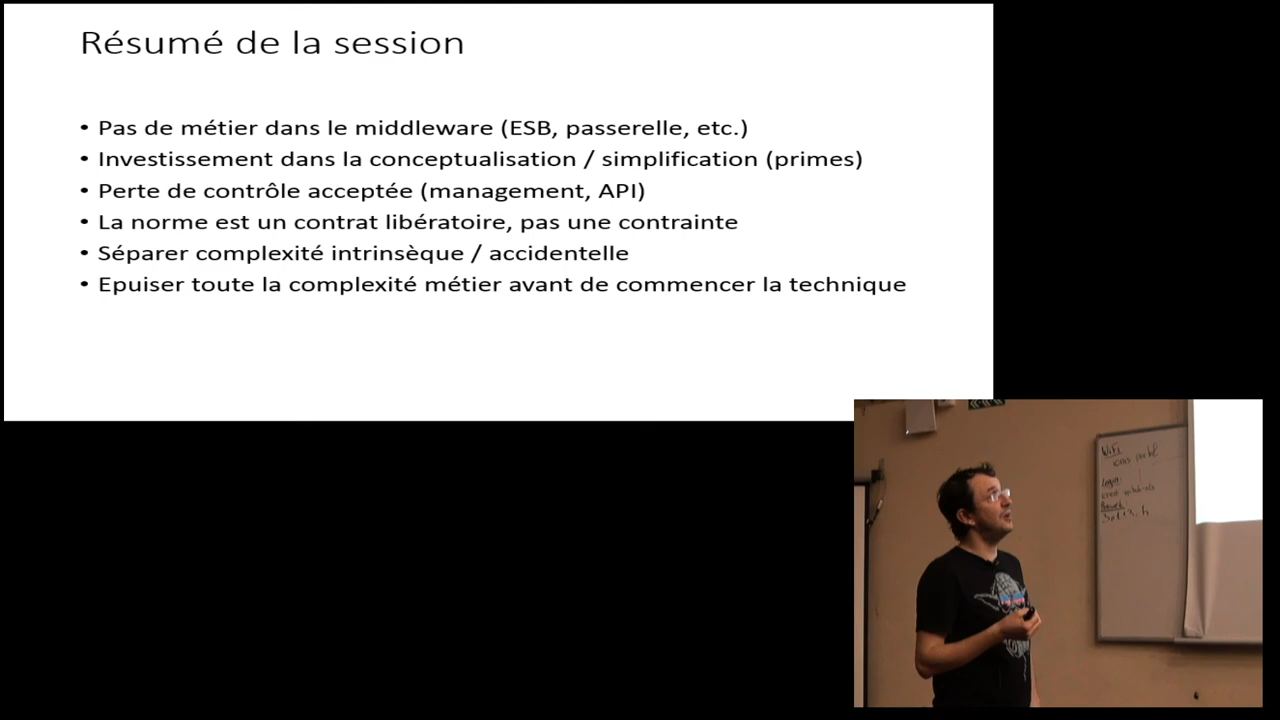 Résumé de la session
• Pas de métier dans le middleware (ESB, passerelle, etc.)
• Investissement dans la conceptualisation / simplification (primes)
• Perte de contrôle acceptée (management, API)
• La norme est un contrat libératoire, pas une contrainte
• Séparer complexité intrinsèque / accidentelle
• Epuiser toute la complexité métier avant de commencer la technique
WiFi
Login: